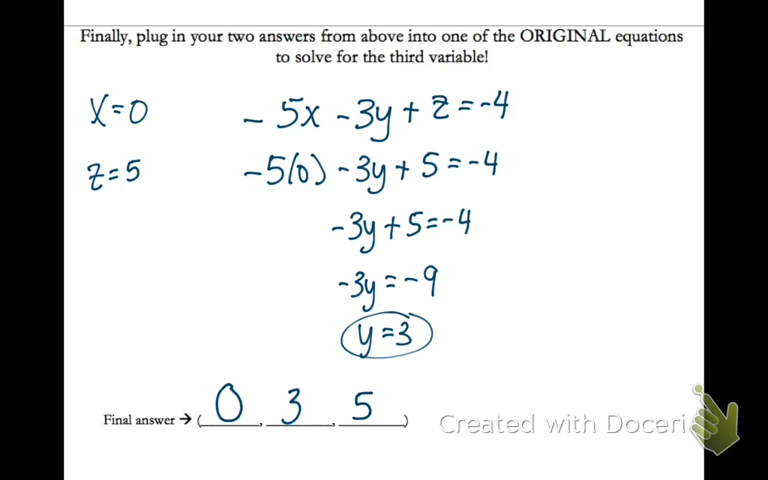 Finally, plug in your two answers from above into one of the ORIGINAL equations
to solve for the third variable!
x=0
-5x -3y + z = -4
z=5
-5(0) -3y + 5 = -4
-3y + 5 = -4
-3y = -9
y = 3
Final answer → ( 0 , 3 , 5 )
Created with Doceri